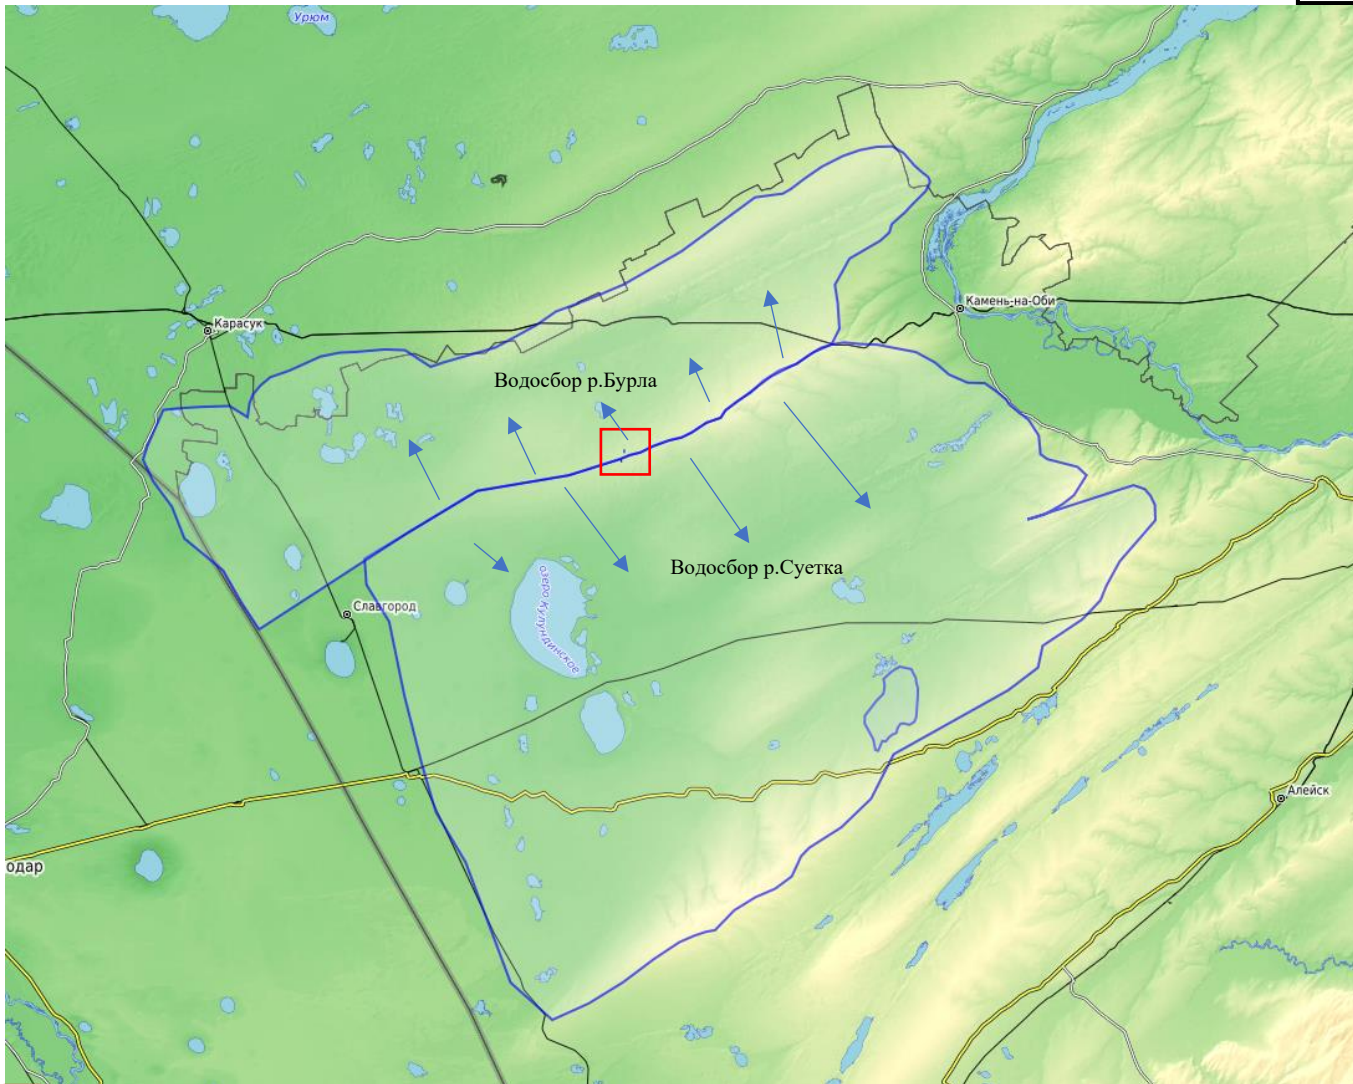 Урюм
Камень-на-Оби
Карасук
Водосбор р.Бурла
Водосбор р.Суетка
озеро Кулундинское
Славгород
Алейск
одар